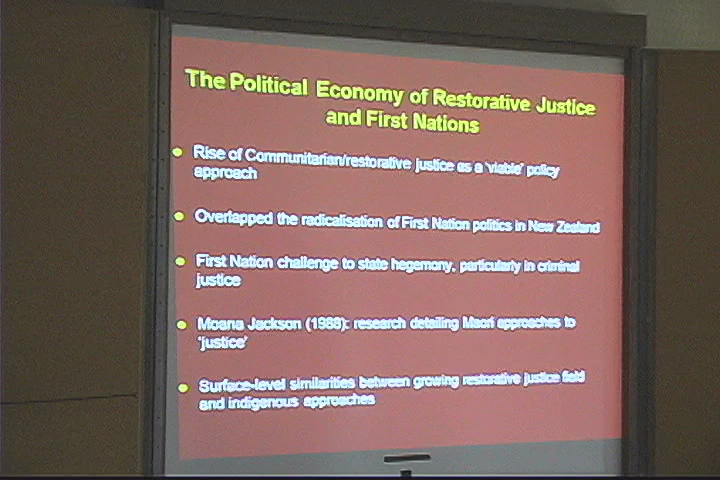 The Political Economy of Restorative Justice
and First Nations
Rise of Communitarian/restorative justice as a 'viable' policy
approach
Overlapped the radicalisation of First Nation politics in New Zealand
First Nation challenge to state hegemony, particularly in criminal
justice
Moana Jackson (1988): research detailing Maori approaches to
'justice'
Surface-level similarities between growing restorative justice field
and indigenous approaches